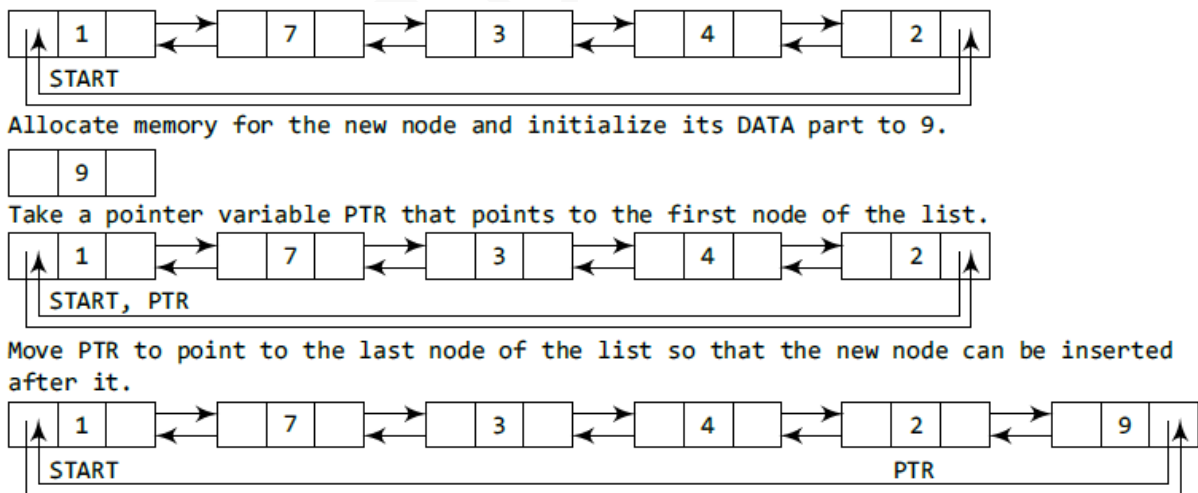 1 7 3 4 2
START
Allocate memory for the new node and initialize its DATA part to 9.
9
Take a pointer variable PTR that points to the first node of the list.
1 7 3 4 2
START, PTR
Move PTR to point to the last node of the list so that the new node can be inserted
after it.
1 7 3 4 2 9
START PTR